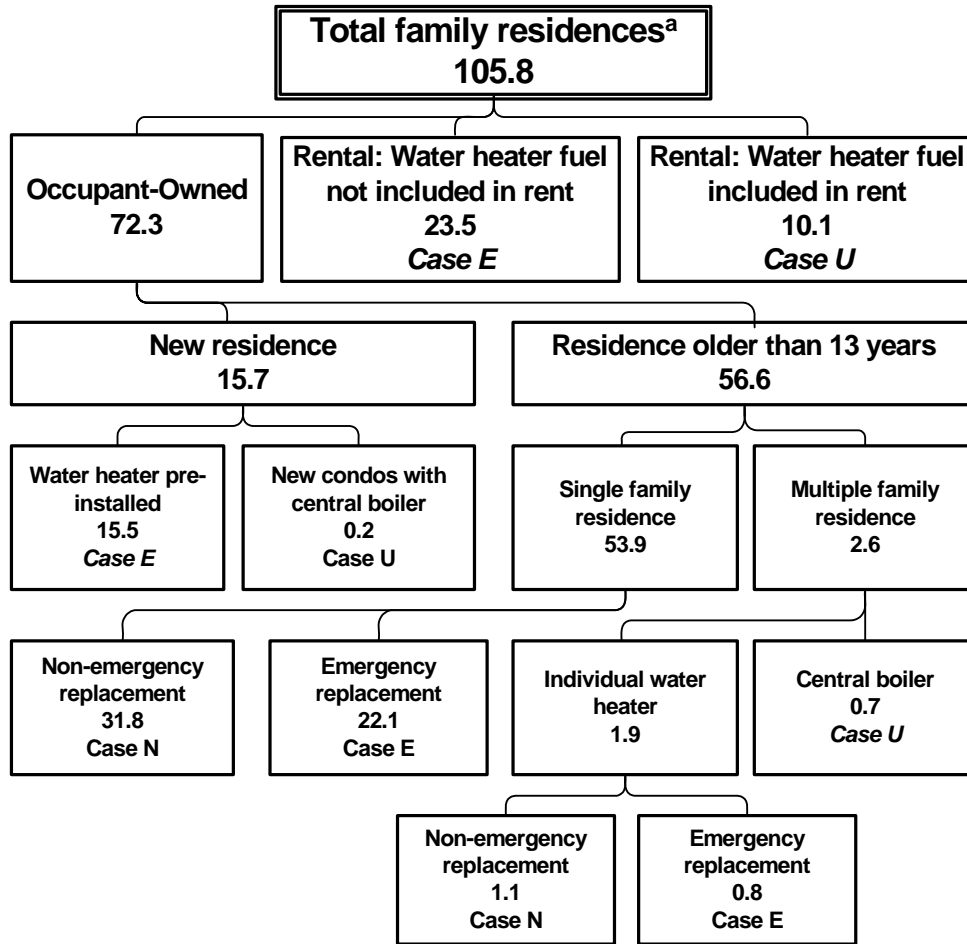 Total family residencesᵃ
105.8
Occupant-Owned
72.3
Rental: Water heater fuel
not included in rent
23.5
Case E
Rental: Water heater fuel
included in rent
10.1
Case U
New residence
15.7
Residence older than 13 years
56.6
Water heater pre-
installed
15.5
Case E
New condos with
central boiler
0.2
Case U
Single family
residence
53.9
Multiple family
residence
2.6
Non-emergency
replacement
31.8
Case N
Emergency
replacement
22.1
Case E
Individual water
heater
1.9
Central boiler
0.7
Case U
Non-emergency
replacement
1.1
Case N
Emergency
replacement
0.8
Case E